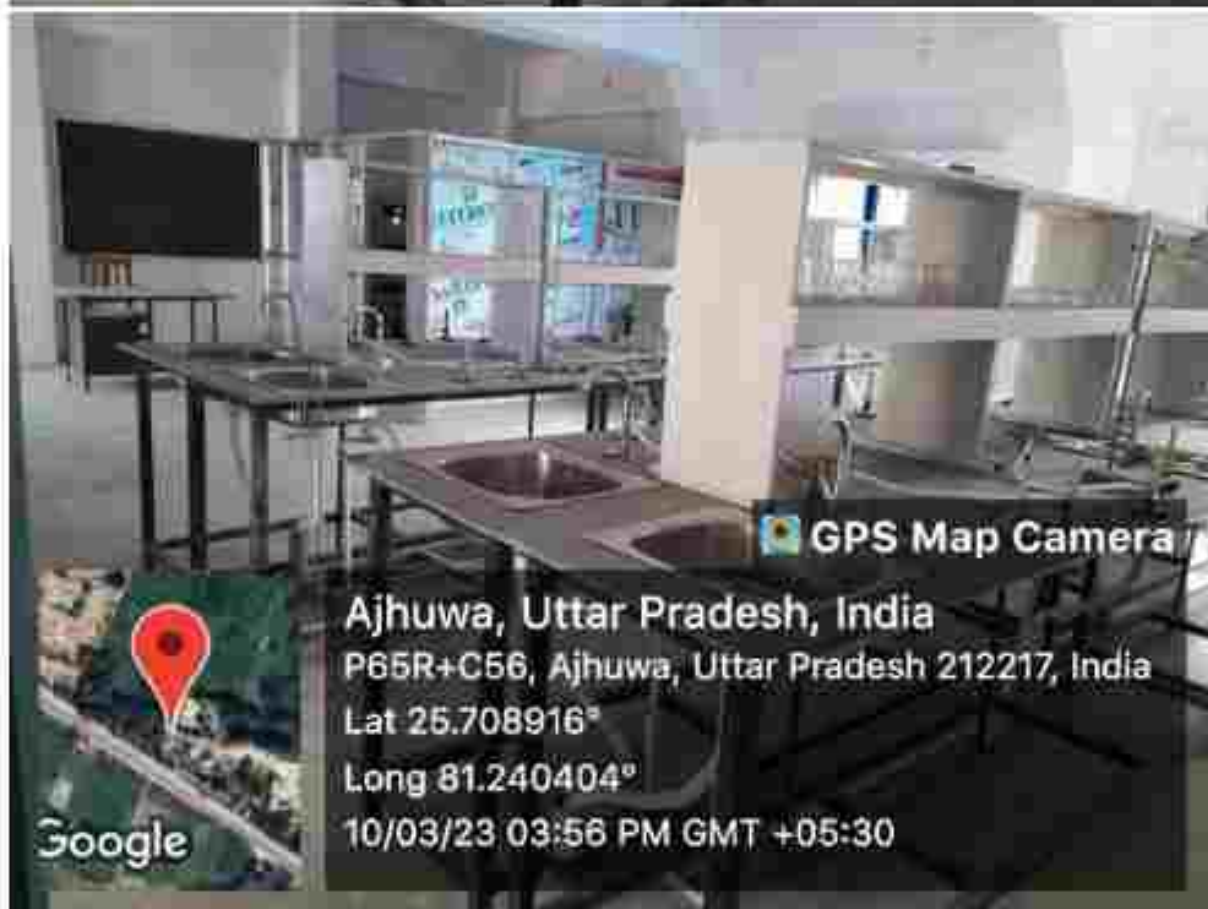 GPS Map Camera
Ajhuwa, Uttar Pradesh, India
P65R+C56, Ajhuwa, Uttar Pradesh 212217, India
Lat 25.708916°
Long 81.240404°
10/03/23 03:56 PM GMT +05:30
Google